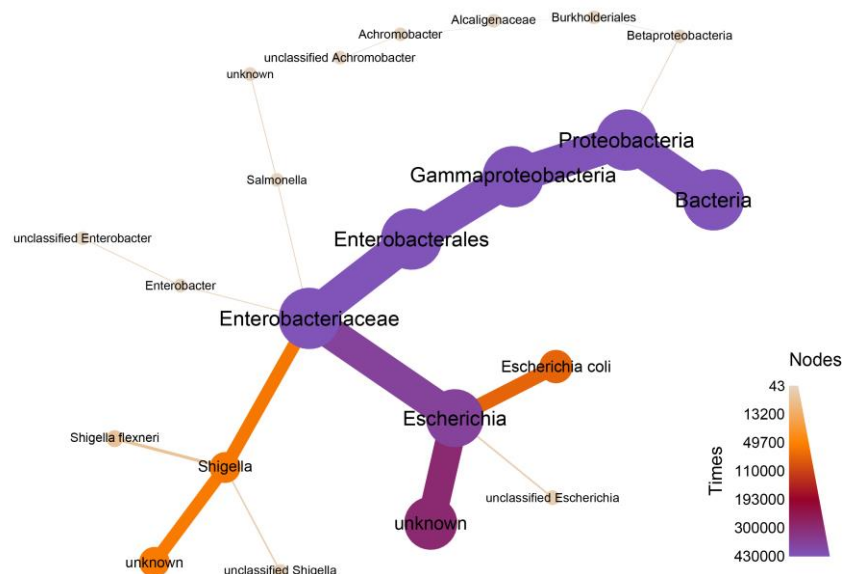 Alcaligenaceae
Burkholderiales
Achromobacter
Betaproteobacteria
unclassified Achromobacter
unknown
Proteobacteria
Gammaproteobacteria
Salmonella
Bacteria
unclassified Enterobacter
Enterobacterales
Enterobacter
Enterobacteriaceae
Nodes
Escherichia coli
43
13200
Escherichia
Shigella flexneri
49700
Shigella
110000
unclassified Escherichia
193000
Times
unknown
300000
430000
unknown
unclassified Shigella